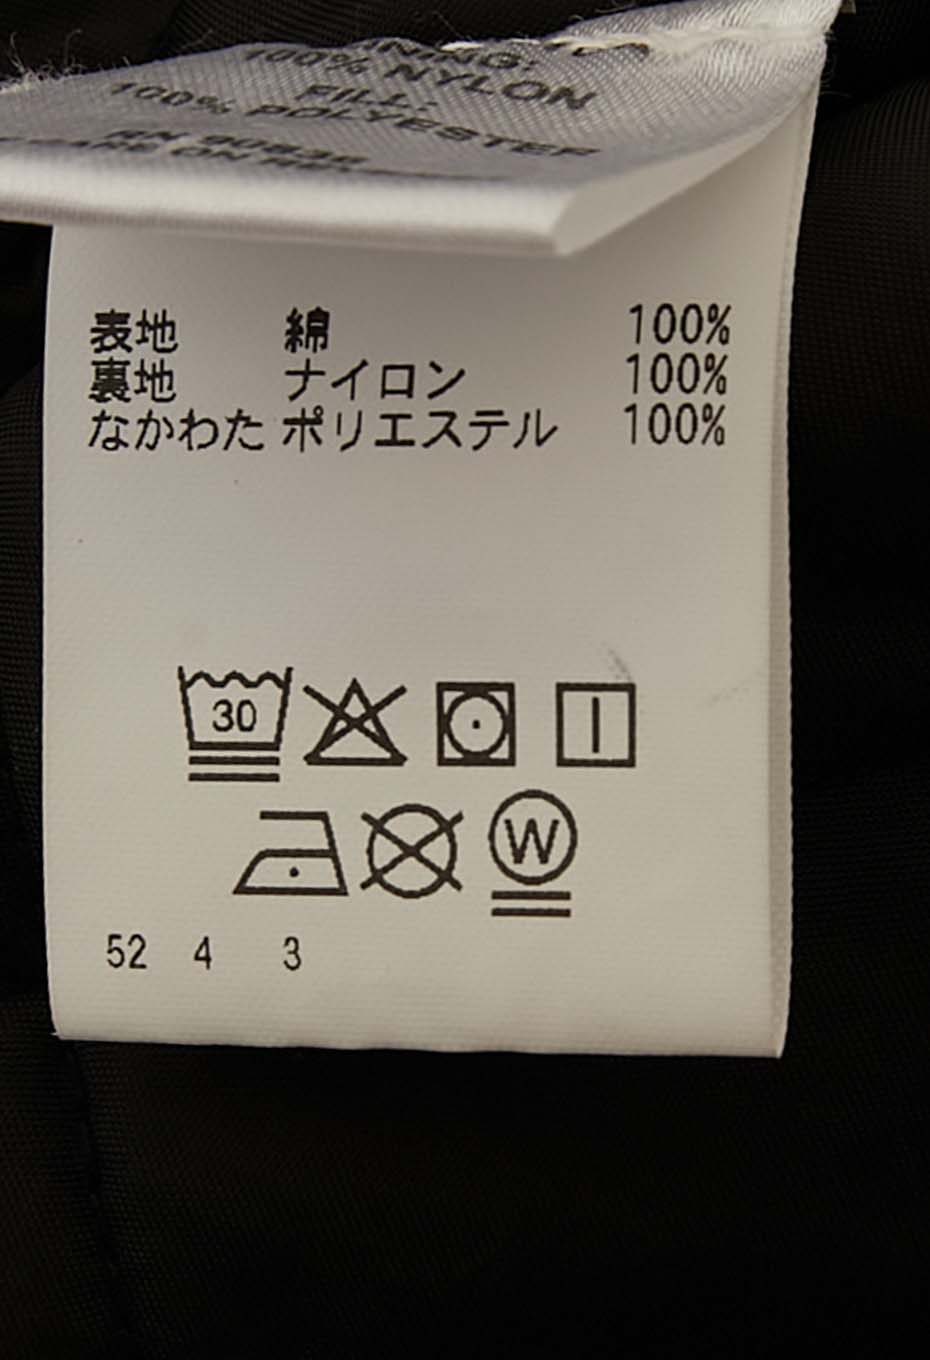 100% NYLON
FILL:
100% POLYESTER
表地 綿 100%
裏地 ナイロン 100%
なかわた ポリエステル 100%
30
W
52 4 3